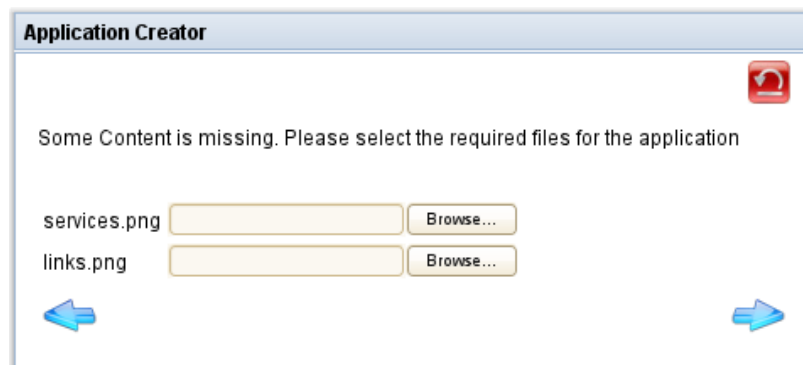 Application Creator
Some Content is missing. Please select the required files for the application
services.png Browse...
links.png Browse...